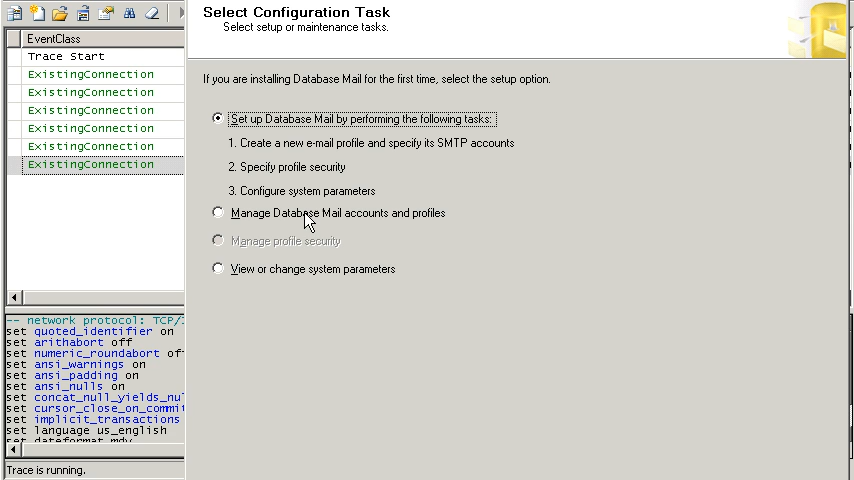 Select Configuration Task
Select setup or maintenance tasks.
EventClass
Trace Start
ExistingConnection
ExistingConnection
ExistingConnection
ExistingConnection
ExistingConnection
ExistingConnection
If you are installing Database Mail for the first time, select the setup option.
Set up Database Mail by performing the following tasks:
1. Create a new e-mail profile and specify its SMTP accounts
2. Specify profile security
3. Configure system parameters
Manage Database Mail accounts and profiles
Manage profile security
View or change system parameters
-- network protocol: TCP/
set quoted_identifier on
set arithabort off
set numeric_roundabort of
set ansi_warnings on
set ansi_padding on
set ansi_nulls on
set concat_null_yields_nu
set cursor_close_on_commi
set implicit_transactions
set language us_english
set dateformat mdy
Trace is running.